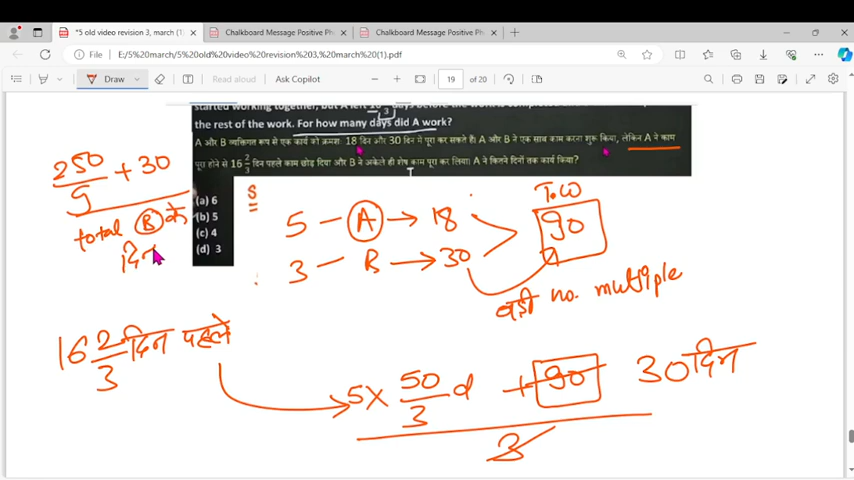 *5 old video revision 3, march (1)
Chalkboard Message Positive Ph
Chalkboard Message Positive Ph
File
E:/5%20march/5%20old%20video%20revision%203,%20march%20(1).pdf
Draw
Read aloud
Ask Copilot
19 of 20
the rest of the work. For how many days did A work?
A और B व्यक्तिगत रूप से एक कार्य को क्रमशः 18 दिन और 30 दिन में पूरा कर सकते हैं। A और B ने एक साथ काम करना शुरू किया, लेकिन A ने काम
पूरा होने से 16 2/3 दिन पहले काम छोड़ दिया और B ने अकेले ही शेष काम पूरा कर लिया। A ने कितने दिनों तक कार्य किया?
(a) 6
(b) 5
(c) 4
(d) 3
250/9 + 30
total B के
दिन
S
T.W
5 – A → 18
90
3 – B → 30
बड़ी no. multiple
16 2/3 दिन पहले
5 × 50/3 d + 90
30 दिन
3